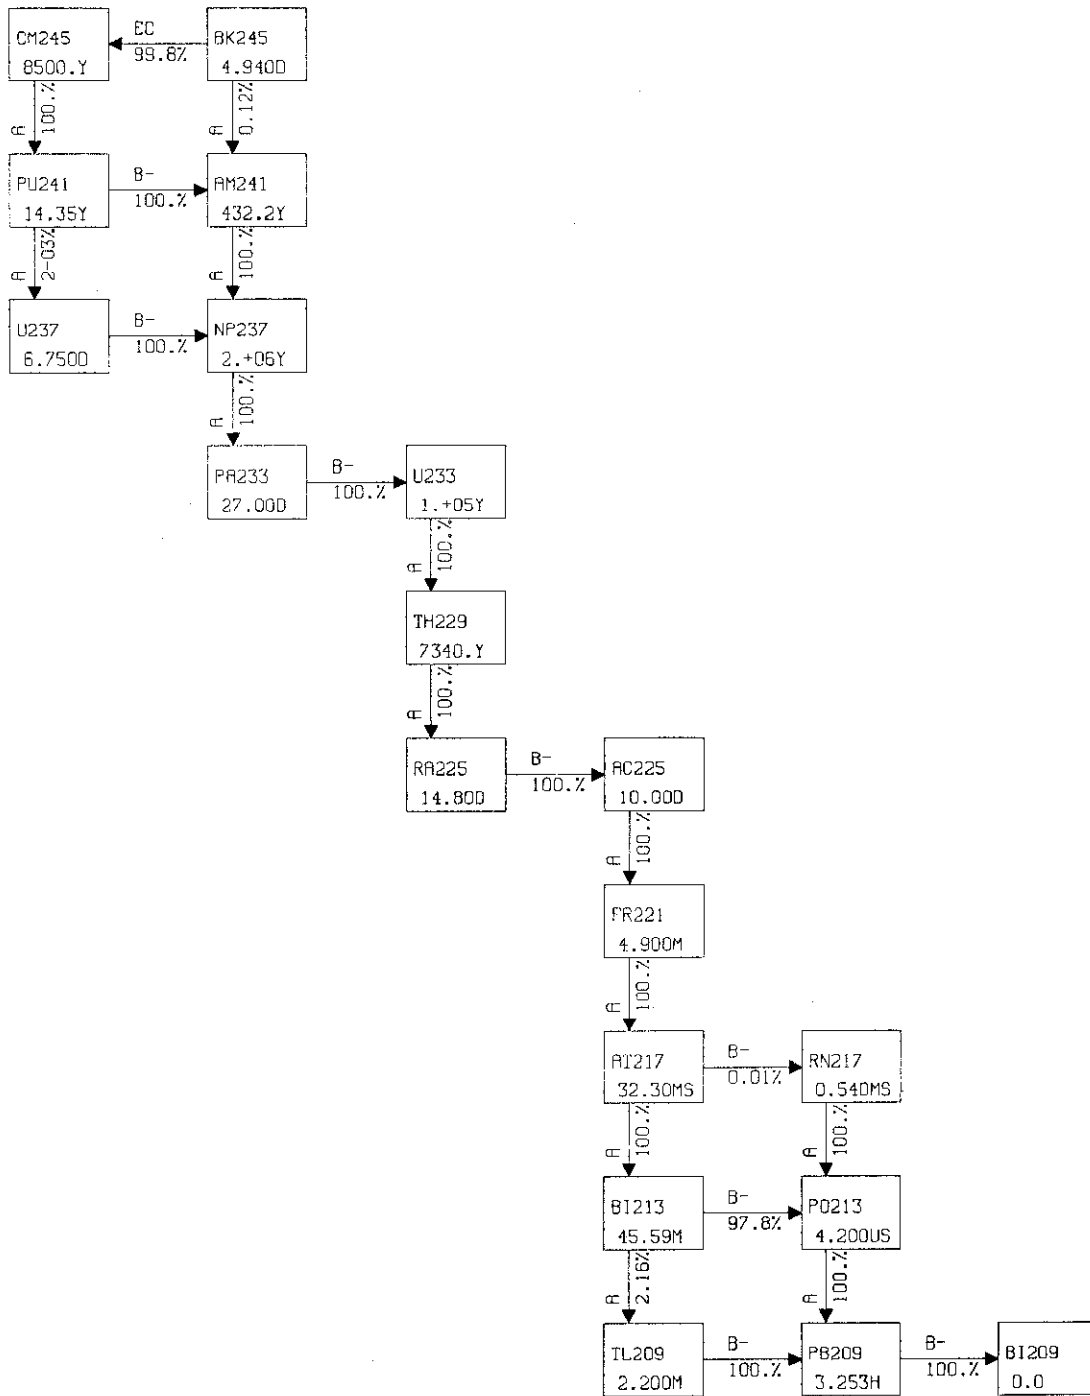 CM245
8500.Y
EC
99.8%
BK245
4.940D
A
100.%
A
0.12%
PU241
14.35Y
B-
100.%
AM241
432.2Y
A
2-03%
A
100.%
U237
6.750D
B-
100.%
NP237
2.+06Y
A
100.%
PA233
27.00D
B-
100.%
U233
1.+05Y
A
100.%
TH229
7340.Y
A
100.%
RA225
14.80D
B-
100.%
AC225
10.00D
A
100.%
FR221
4.900M
A
100.%
AT217
32.30MS
B-
0.01%
RN217
0.540MS
A
100.%
A
100.%
BI213
45.59M
B-
97.8%
PO213
4.200US
A
2.16%
A
100.%
TL209
2.200M
B-
100.%
PB209
3.253H
B-
100.%
BI209
0.0